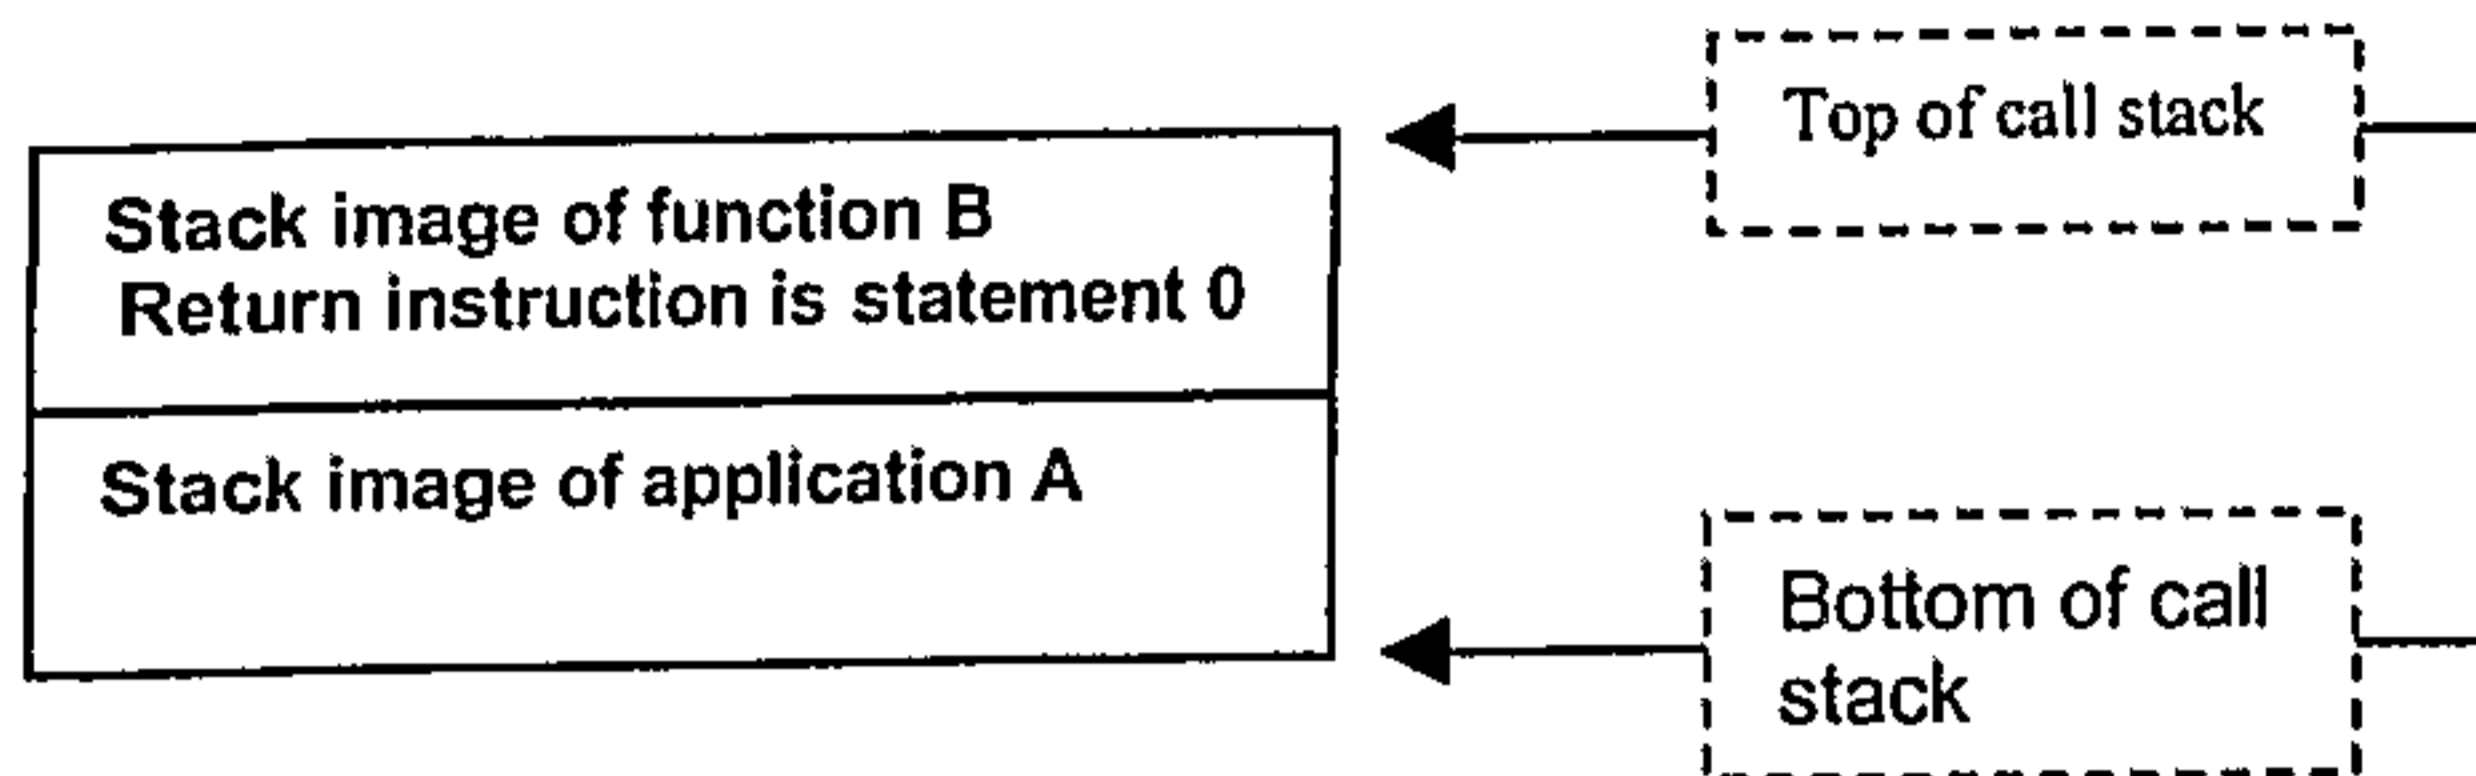 Top of call stack
Stack image of function B
Return instruction is statement 0
Stack image of application A
Bottom of call
stack